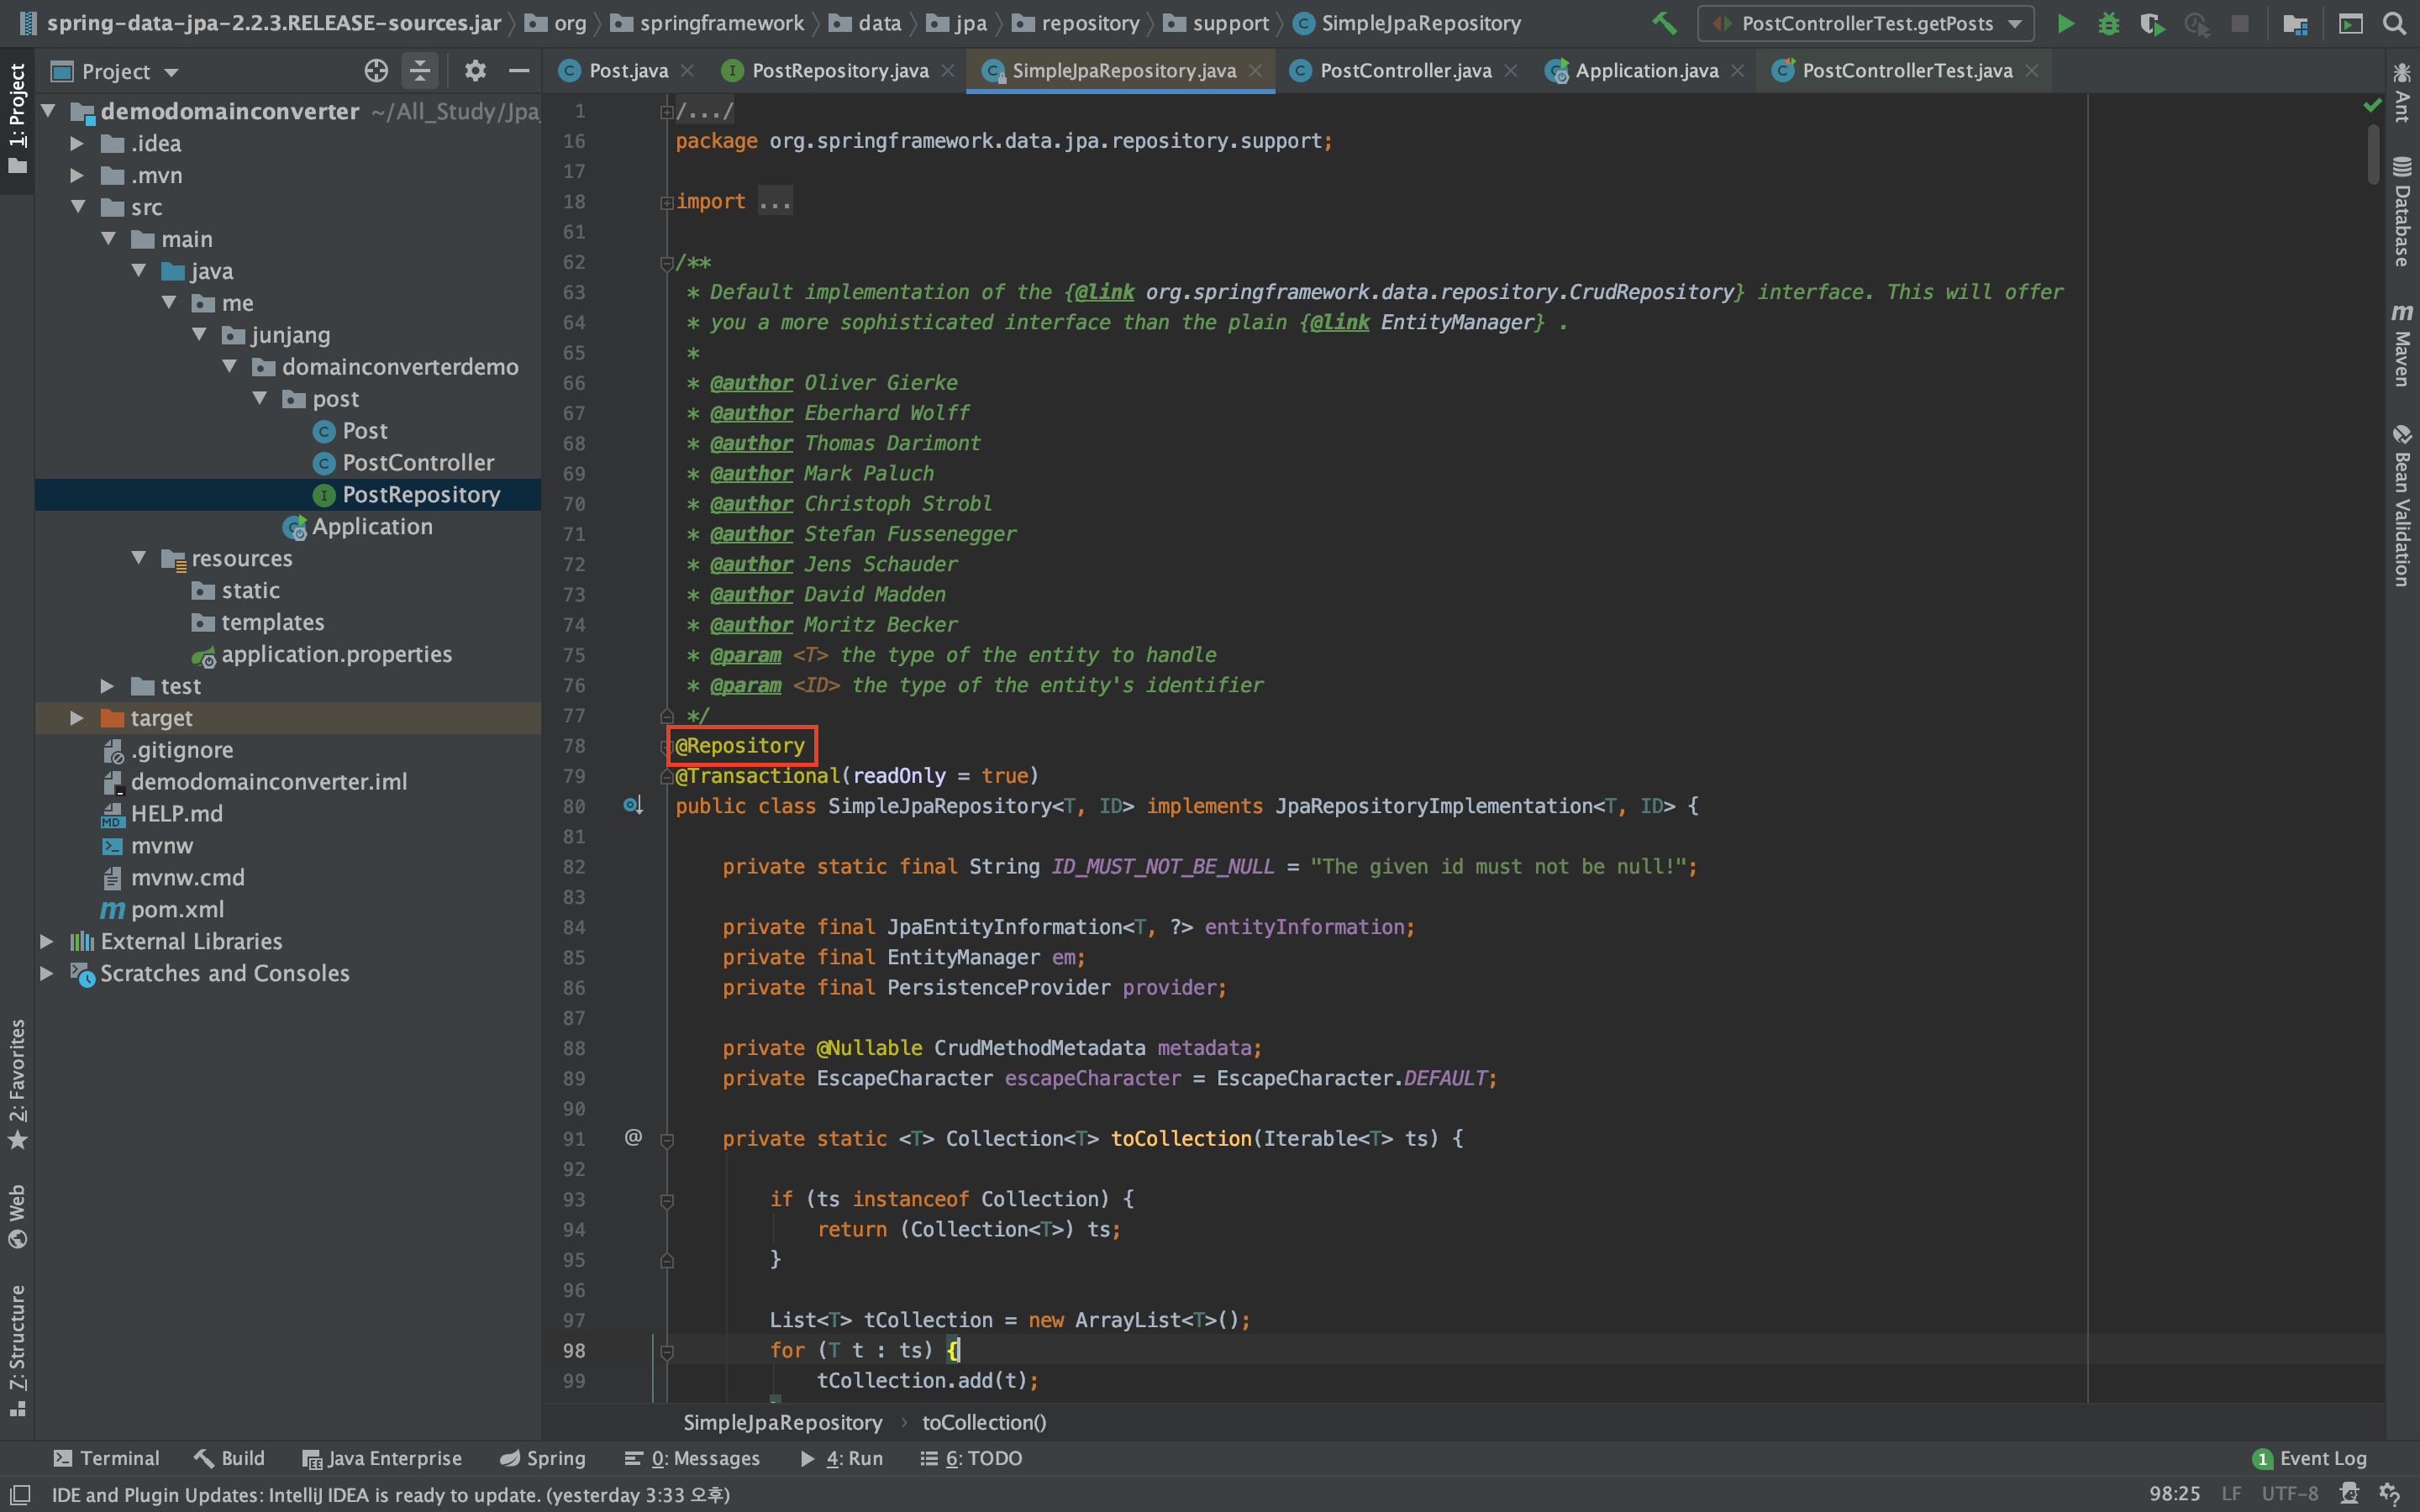 spring-data-jpa-2.2.3.RELEASE-sources.jar org springframework data jpa repository support SimpleJpaRepository PostControllerTest.getPosts
1: Project
Project
Post.java PostRepository.java SimpleJpaRepository.java PostController.java Application.java PostControllerTest.java
demodomainconverter ~/All_Study/Jpa_
.idea
.mvn
src
main
java
me
junjang
domainconverterdemo
post
Post
PostController
PostRepository
Application
resources
static
templates
application.properties
test
target
.gitignore
demodomainconverter.iml
HELP.md
mvnw
mvnw.cmd
pom.xml
External Libraries
Scratches and Consoles
2: Favorites
Web
Z: Structure
1 /.../
16 package org.springframework.data.jpa.repository.support;
17
18 import ...
61
62 /**
63 * Default implementation of the {@link org.springframework.data.repository.CrudRepository} interface. This will offer
64 * you a more sophisticated interface than the plain {@link EntityManager} .
65 *
66 * @author Oliver Gierke
67 * @author Eberhard Wolff
68 * @author Thomas Darimont
69 * @author Mark Paluch
70 * @author Christoph Strobl
71 * @author Stefan Fussenegger
72 * @author Jens Schauder
73 * @author David Madden
74 * @author Moritz Becker
75 * @param <T> the type of the entity to handle
76 * @param <ID> the type of the entity's identifier
77 */
78 @Repository
79 @Transactional(readOnly = true)
80 public class SimpleJpaRepository<T, ID> implements JpaRepositoryImplementation<T, ID> {
81
82 private static final String ID_MUST_NOT_BE_NULL = "The given id must not be null!";
83
84 private final JpaEntityInformation<T, ?> entityInformation;
85 private final EntityManager em;
86 private final PersistenceProvider provider;
87
88 private @Nullable CrudMethodMetadata metadata;
89 private EscapeCharacter escapeCharacter = EscapeCharacter.DEFAULT;
90
91 @ private static <T> Collection<T> toCollection(Iterable<T> ts) {
92
93 if (ts instanceof Collection) {
94 return (Collection<T>) ts;
95 }
96
97 List<T> tCollection = new ArrayList<T>();
98 for (T t : ts) {
99 tCollection.add(t);
SimpleJpaRepository › toCollection()
Ant
Database
Maven
Bean Validation
Terminal Build Java Enterprise Spring 0: Messages 4: Run 6: TODO 1 Event Log
IDE and Plugin Updates: IntelliJ IDEA is ready to update. (yesterday 3:33 오후) 98:25 LF UTF-8